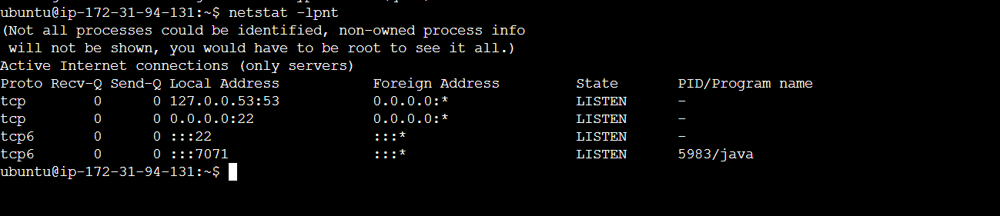 ubuntu@ip-172-31-94-131:~$ netstat -lpnt
(Not all processes could be identified, non-owned process info
 will not be shown, you would have to be root to see it all.)
Active Internet connections (only servers)
Proto Recv-Q Send-Q Local Address           Foreign Address         State       PID/Program name
tcp        0      0 127.0.0.53:53           0.0.0.0:*               LISTEN      -
tcp        0      0 0.0.0.0:22              0.0.0.0:*               LISTEN      -
tcp6       0      0 :::22                   :::*                    LISTEN      -
tcp6       0      0 :::7071                 :::*                    LISTEN      5983/java
ubuntu@ip-172-31-94-131:~$